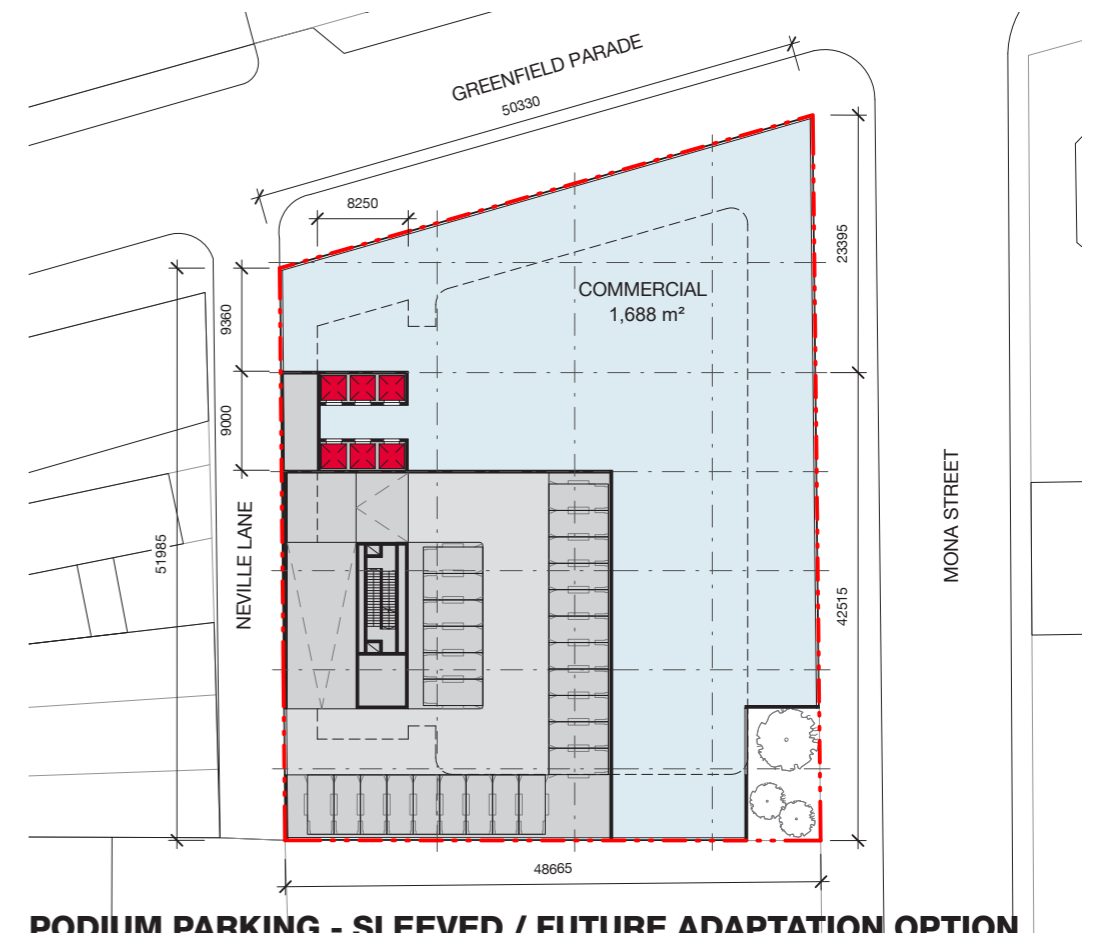 GREENFIELD PARADE
50330
8250
23395
COMMERCIAL
1,688 m²
9360
9000
NEVILLE LANE
51985
MONA STREET
42515
48665
PODIUM PARKING - SLEEVED / FUTURE ADAPTATION OPTION